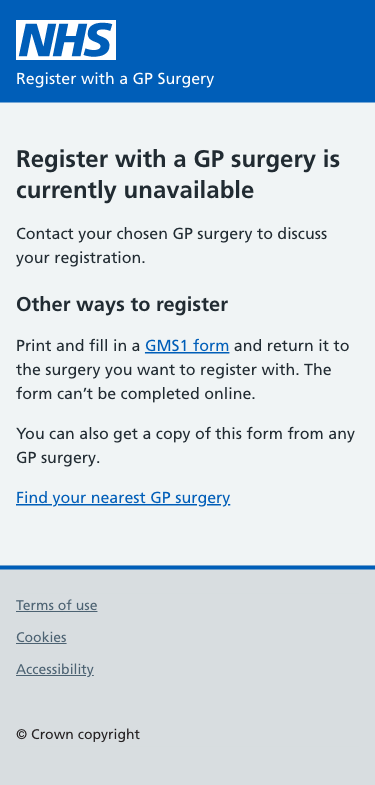 NHS
Register with a GP Surgery
Register with a GP surgery is
currently unavailable
Contact your chosen GP surgery to discuss
your registration.
Other ways to register
Print and fill in a GMS1 form and return it to
the surgery you want to register with. The
form can’t be completed online.
You can also get a copy of this form from any
GP surgery.
Find your nearest GP surgery
Terms of use
Cookies
Accessibility
© Crown copyright